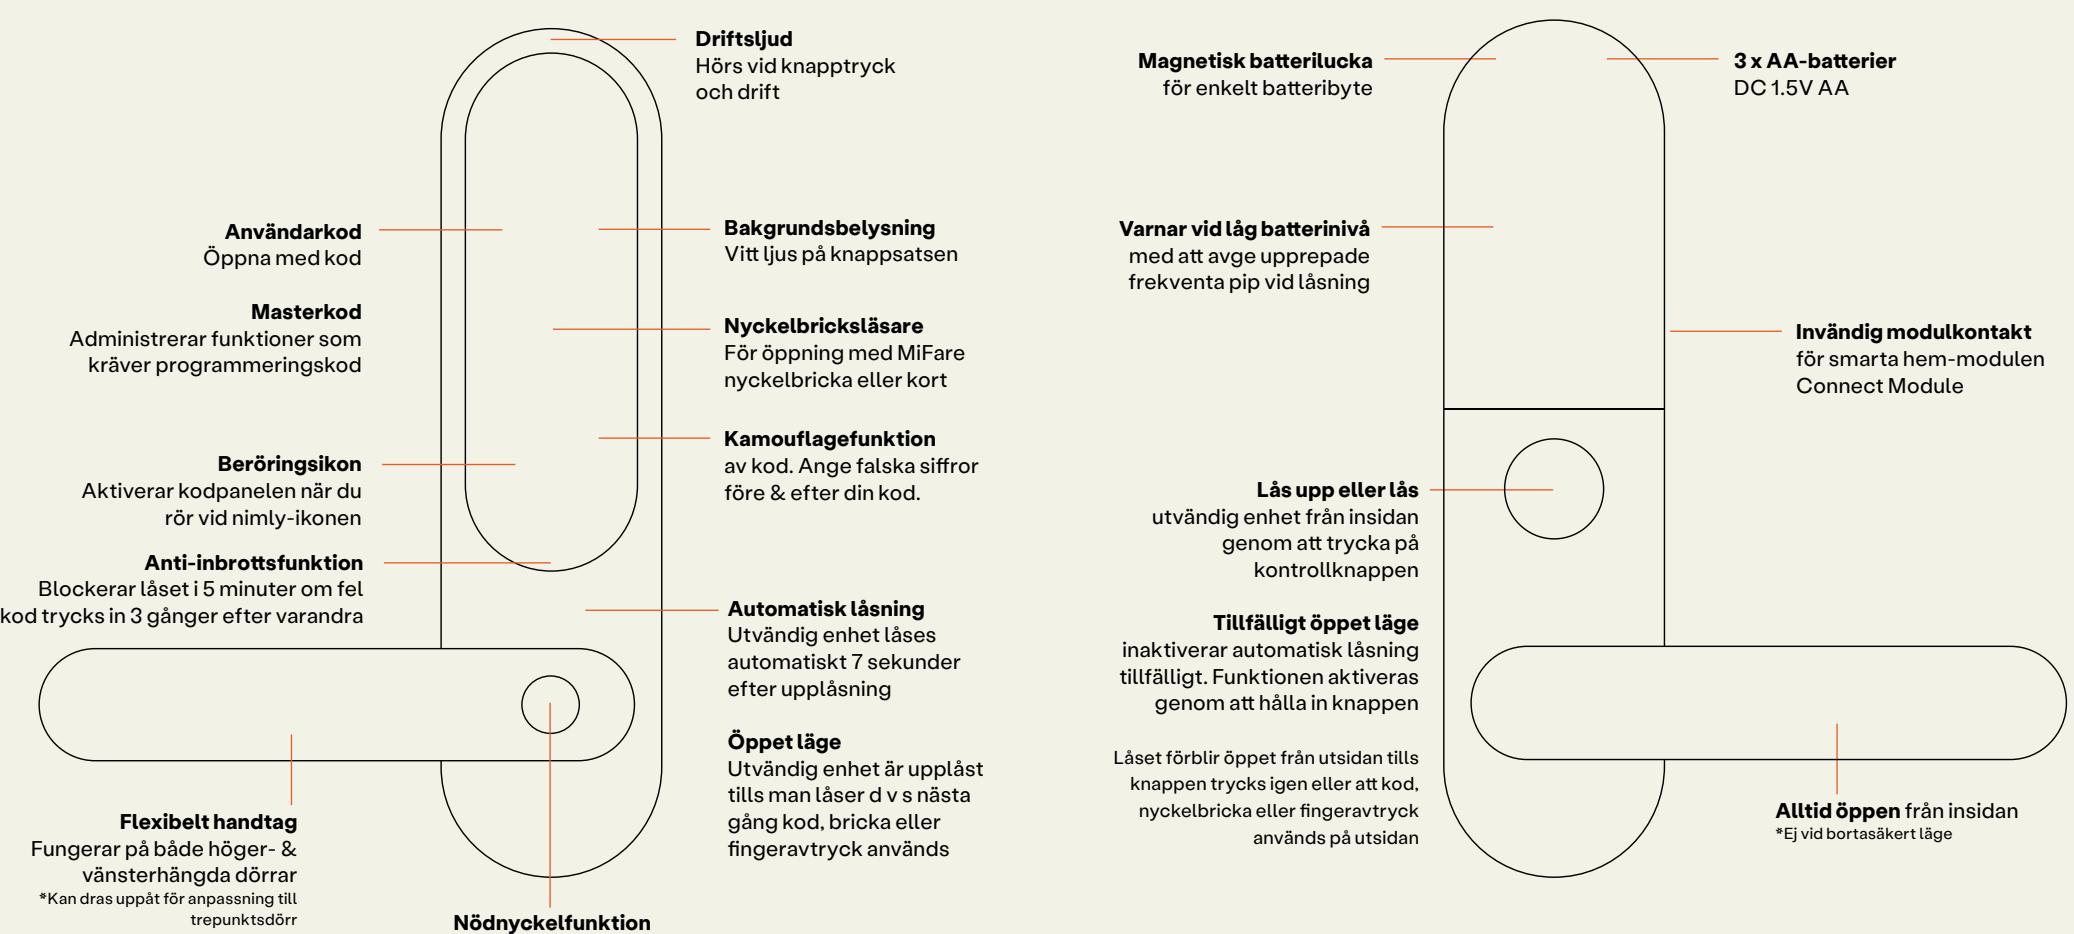 Driftsljud
Hörs vid knapptryck
och drift
Användarkod
Öppna med kod
Masterkod
Administrerar funktioner som
kräver programmeringskod
Beröringsikon
Aktiverar kodpanelen när du
rör vid nimly-ikonen
Anti-inbrottsfunktion
Blockerar låset i 5 minuter om fel
kod trycks in 3 gånger efter varandra
Flexibelt handtag
Fungerar på både höger- &
vänsterhängda dörrar
*Kan dras uppåt för anpassning till
trepunktsdörr
Bakgrundsbelysning
Vitt ljus på knappsatsen
Nyckelbricksläsare
För öppning med MiFare
nyckelbricka eller kort
Kamouflagefunktion
av kod. Ange falska siffror
före & efter din kod.
Automatisk låsning
Utvändig enhet låses
automatiskt 7 sekunder
efter upplåsning
Öppet läge
Utvändig enhet är upplåst
tills man låser d v s nästa
gång kod, bricka eller
fingeravtryck används
Nödnyckelfunktion
Magnetisk batterilucka
för enkelt batteribyte
Varnar vid låg batterinivå
med att avge upprepade
frekventa pip vid låsning
Lås upp eller lås
utvändig enhet från insidan
genom att trycka på
kontrollknappen
Tillfälligt öppet läge
inaktiverar automatisk låsning
tillfälligt. Funktionen aktiveras
genom att hålla in knappen
Låset förblir öppet från utsidan tills
knappen trycks igen eller att kod,
nyckelbricka eller fingeravtryck
används på utsidan
3 x AA-batterier
DC 1.5V AA
Invändig modulkontakt
för smarta hem-modulen
Connect Module
Alltid öppen från insidan
*Ej vid bortasäkert läge